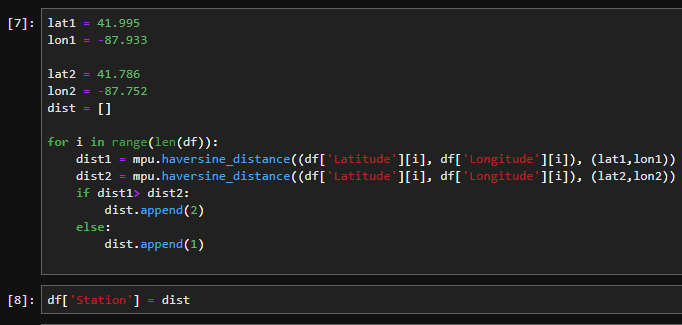 [7]: lat1 = 41.995
lon1 = -87.933
lat2 = 41.786
lon2 = -87.752
dist = []
for i in range(len(df)):
dist1 = mpu.haversine_distance((df['Latitude'][i], df['Longitude'][i]), (lat1,lon1))
dist2 = mpu.haversine_distance((df['Latitude'][i], df['Longitude'][i]), (lat2,lon2))
if dist1> dist2:
dist.append(2)
else:
dist.append(1)
[8]: df['Station'] = dist